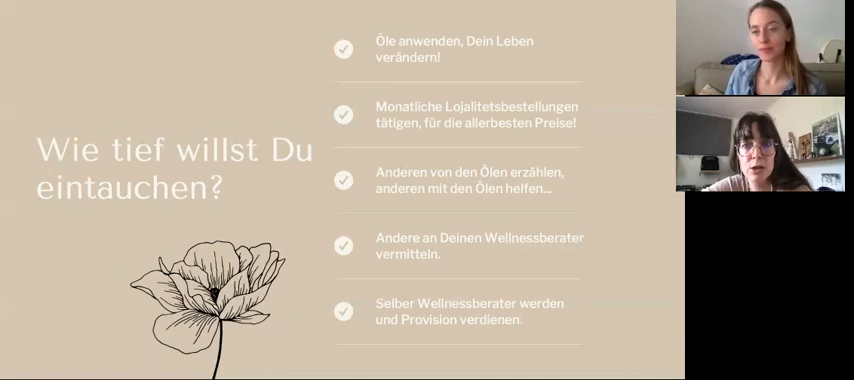 Wie tief willst Du
eintauchen?
Öle anwenden, Dein Leben
verändern!
Monatliche Lojalitetsbestellungen
tätigen, für die allerbesten Preise!
Anderen von den Ölen erzählen,
anderen mit den Ölen helfen...
Andere an Deinen Wellnessberater
vermitteln.
Selber Wellnessberater werden
und Provision verdienen.